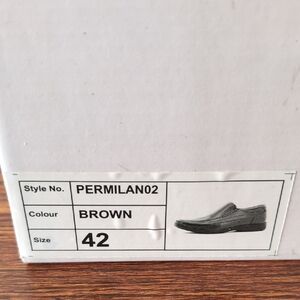 Style No. PERMILAN02
Colour BROWN
Size 42